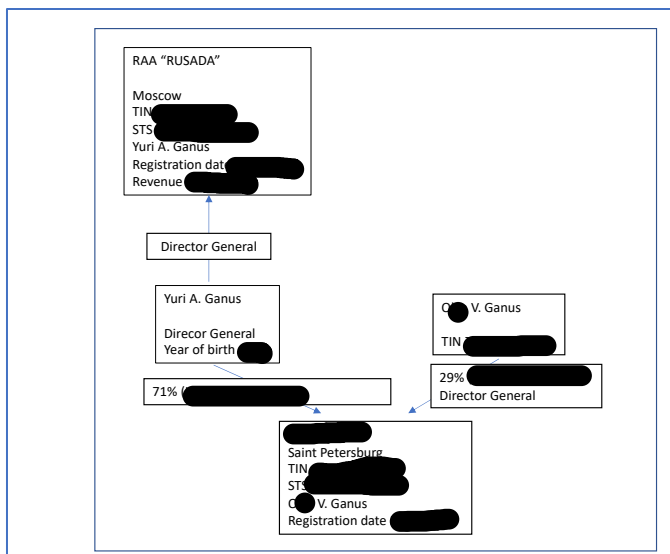 RAA “RUSADA”
Moscow
TIN
STS
Yuri A. Ganus
Registration date
Revenue
Director General
Yuri A. Ganus
Direcor General
Year of birth
V. Ganus
TIN
71%
29%
Director General
Saint Petersburg
TIN
STS
V. Ganus
Registration date